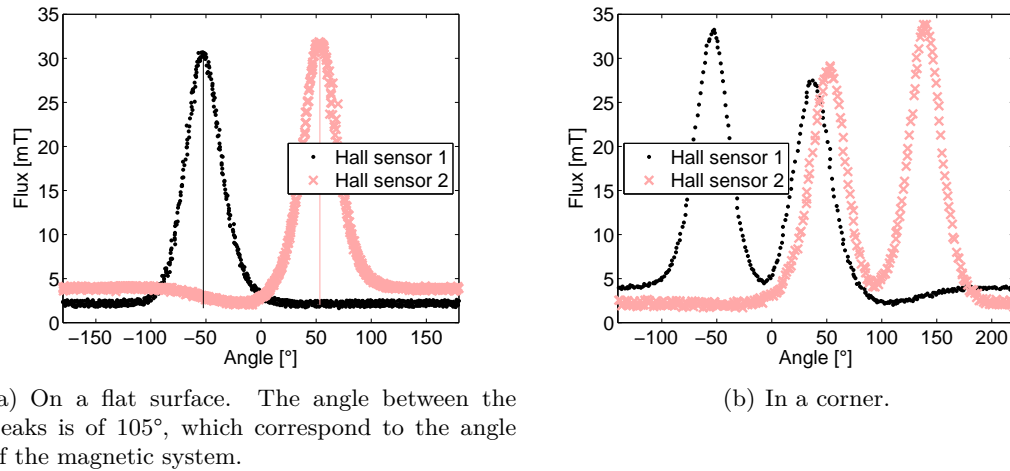 35
30
25
20
15
10
5
0
Flux [mT]
Hall sensor 1
Hall sensor 2
−150 −100 −50 0 50 100 150
Angle [°]
35
30
25
20
15
10
5
0
Flux [mT]
Hall sensor 1
Hall sensor 2
−100 −50 0 50 100 150 200
Angle [°]
a) On a flat surface. The angle between the
eaks is of 105°, which correspond to the angle
f the magnetic system.
(b) In a corner.